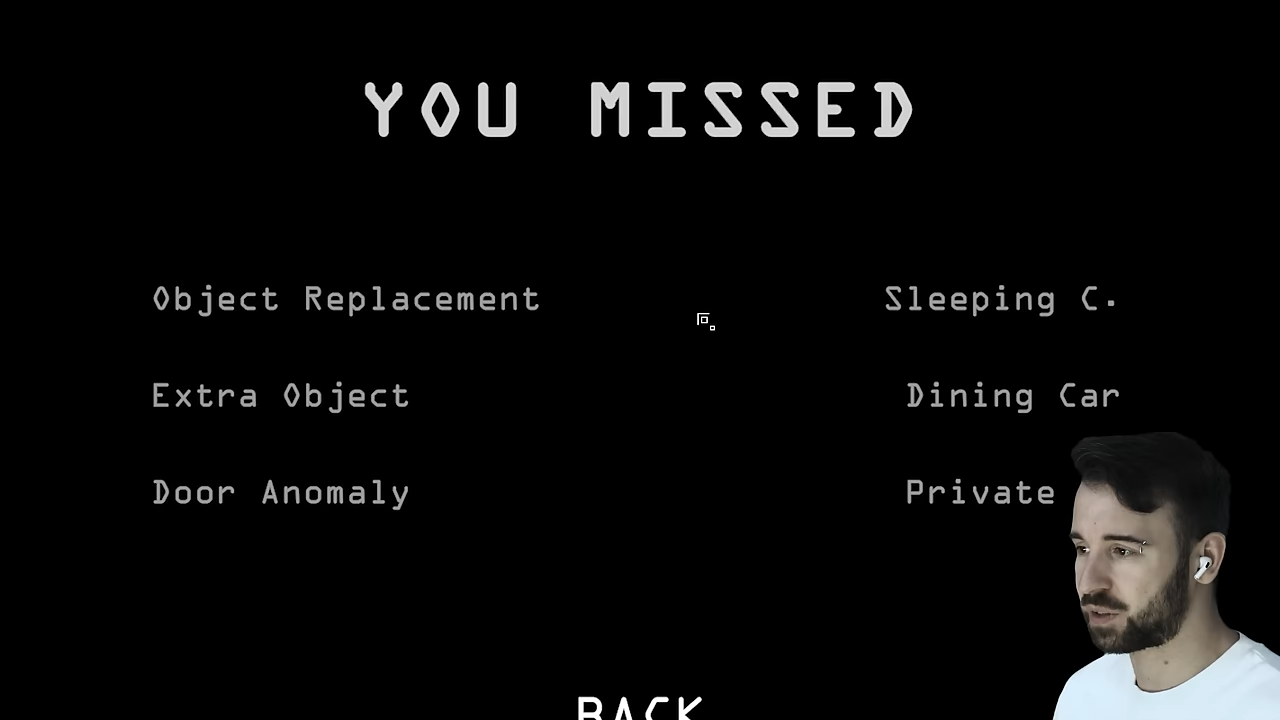 YOU MISSED
Object Replacement Sleeping C.
Extra Object Dining Car
Door Anomaly Private
BACK